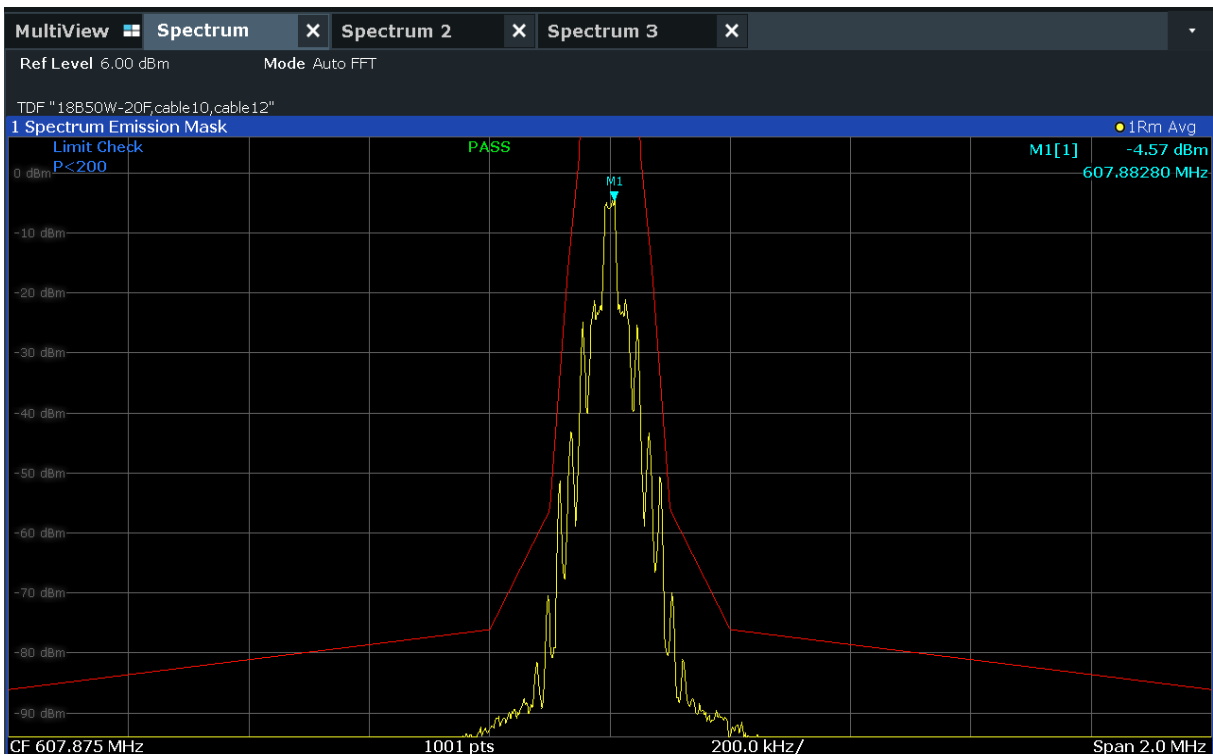 MultiView Spectrum X Spectrum 2 X Spectrum 3 X
Ref Level 6.00 dBm Mode Auto FFT
TDF "18B50W-20F,cable10,cable12"
1 Spectrum Emission Mask 1Rm Avg
Limit Check PASS M1[1] -4.57 dBm
P<200 607.88280 MHz
0 dBm
M1
-10 dBm
-20 dBm
-30 dBm
-40 dBm
-50 dBm
-60 dBm
-70 dBm
-80 dBm
-90 dBm
CF 607.875 MHz 1001 pts 200.0 kHz/ Span 2.0 MHz